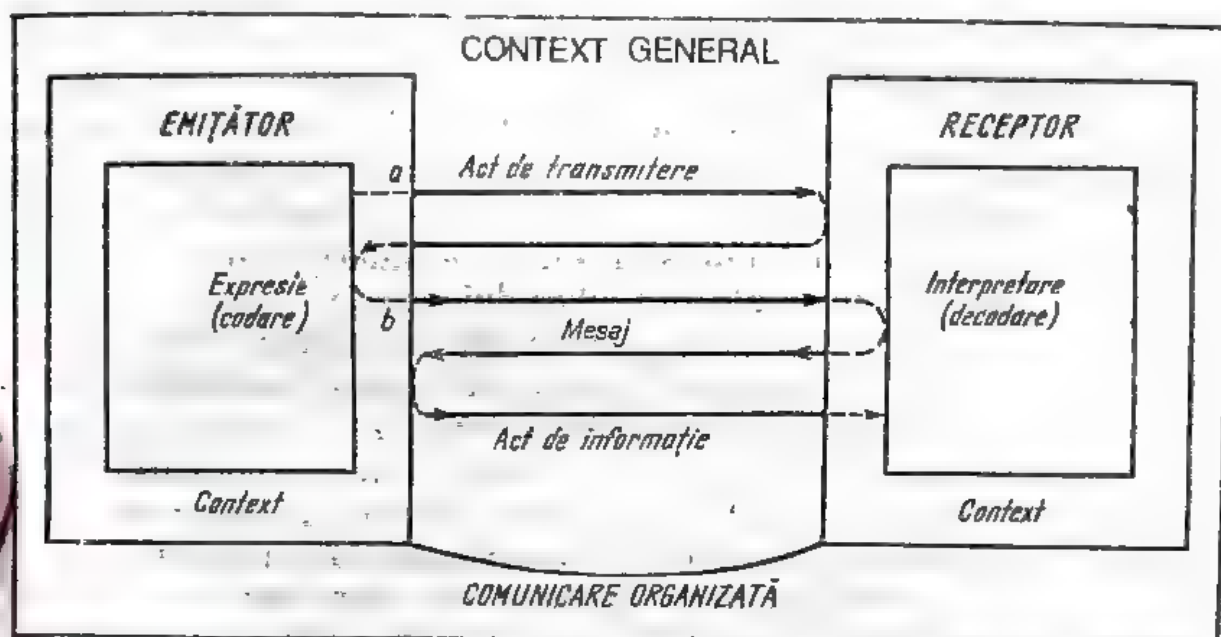 CONTEXT GENERAL
EMIȚĂTOR
RECEPTOR
a
Act de transmitere
Expresie
(codare)
Interpretare
(decodare)
b
Mesaj
Act de informație
Context
Context
COMUNICARE ORGANIZATĂ